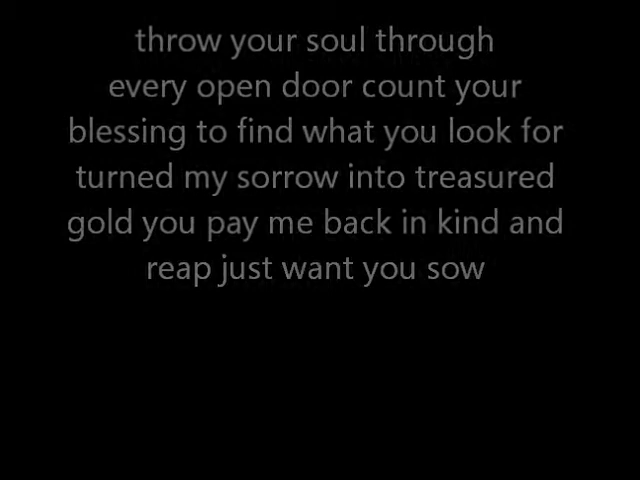 throw your soul through
every open door count your
blessing to find what you look for
turned my sorrow into treasured
gold you pay me back in kind and
reap just want you sow